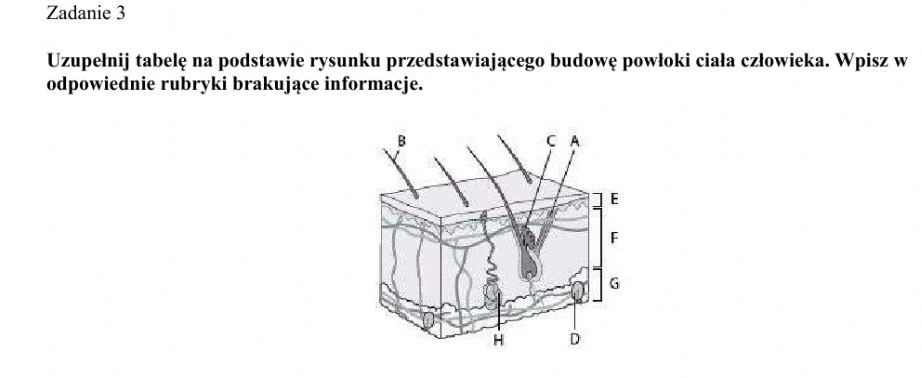 Zadanie 3
Uzupełnij tabelę na podstawie rysunku przedstawiającego budowę powłoki ciała człowieka. Wpisz w
odpowiednie rubryki brakujące informacje.
B C A
E
F
G
H D